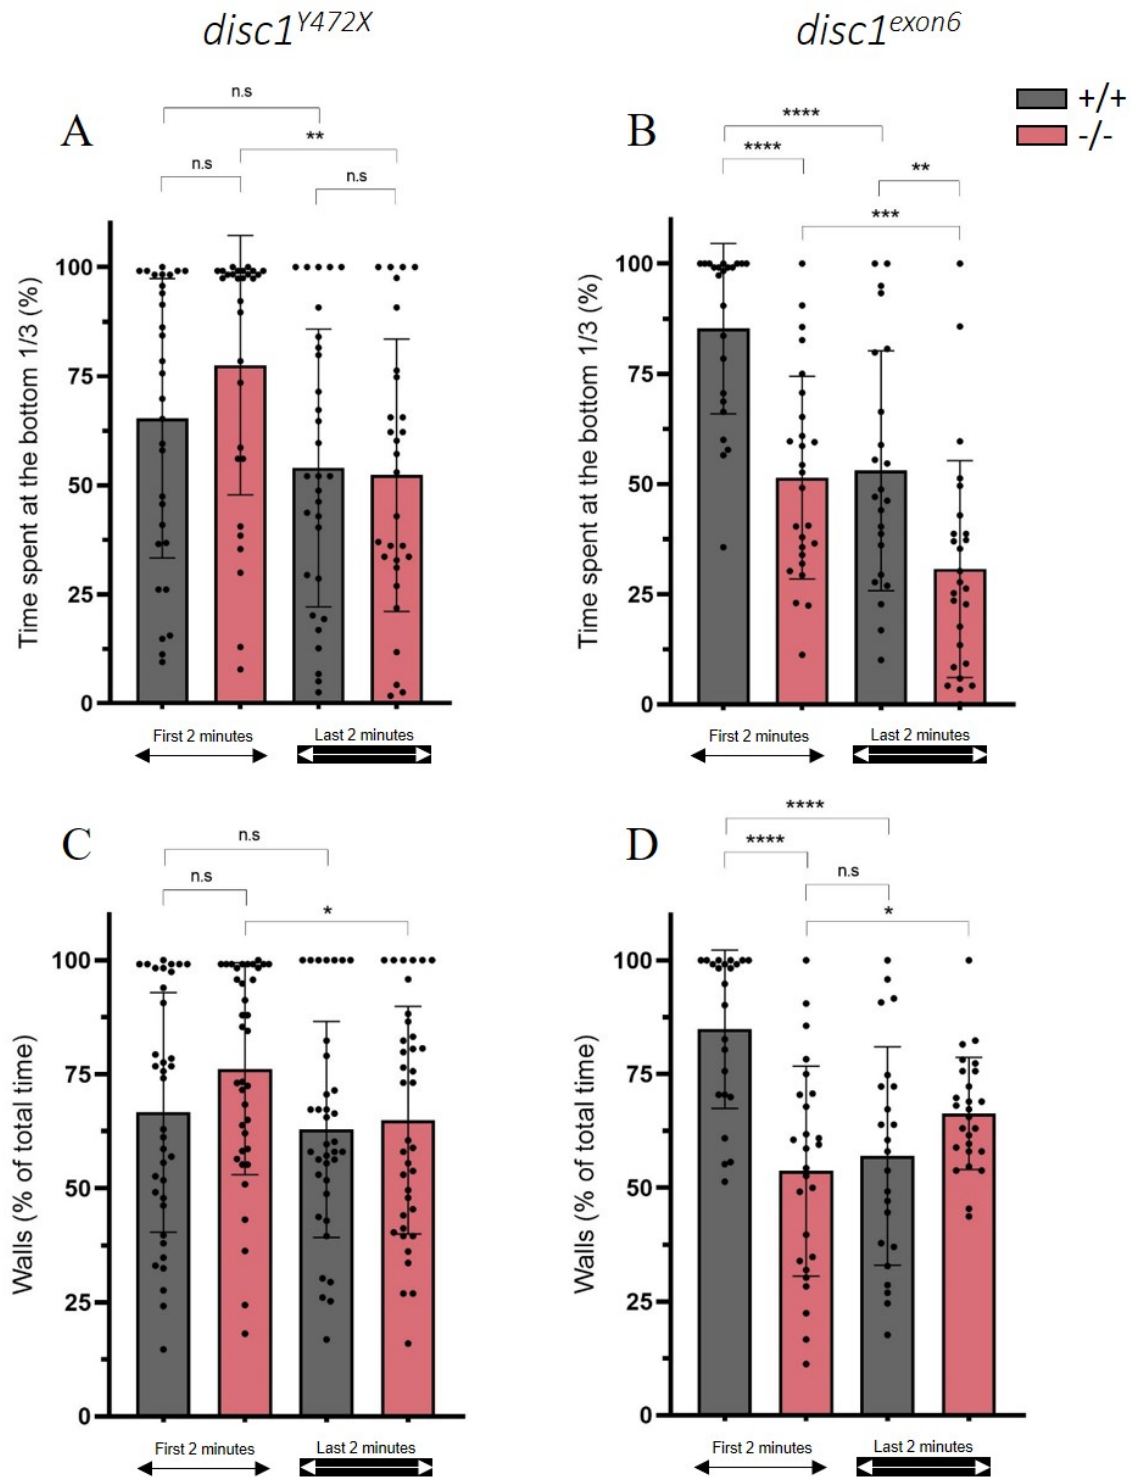 disc1Y472X
disc1exon6
+/+
-/-
A
n.s
**
n.s
n.s
Time spent at the bottom 1/3 (%)
100
75
50
25
0
First 2 minutes
Last 2 minutes
B
****
****
**
***
Time spent at the bottom 1/3 (%)
100
75
50
25
0
First 2 minutes
Last 2 minutes
C
n.s
n.s
*
Walls (% of total time)
100
75
50
25
0
First 2 minutes
Last 2 minutes
D
****
****
n.s
*
Walls (% of total time)
100
75
50
25
0
First 2 minutes
Last 2 minutes